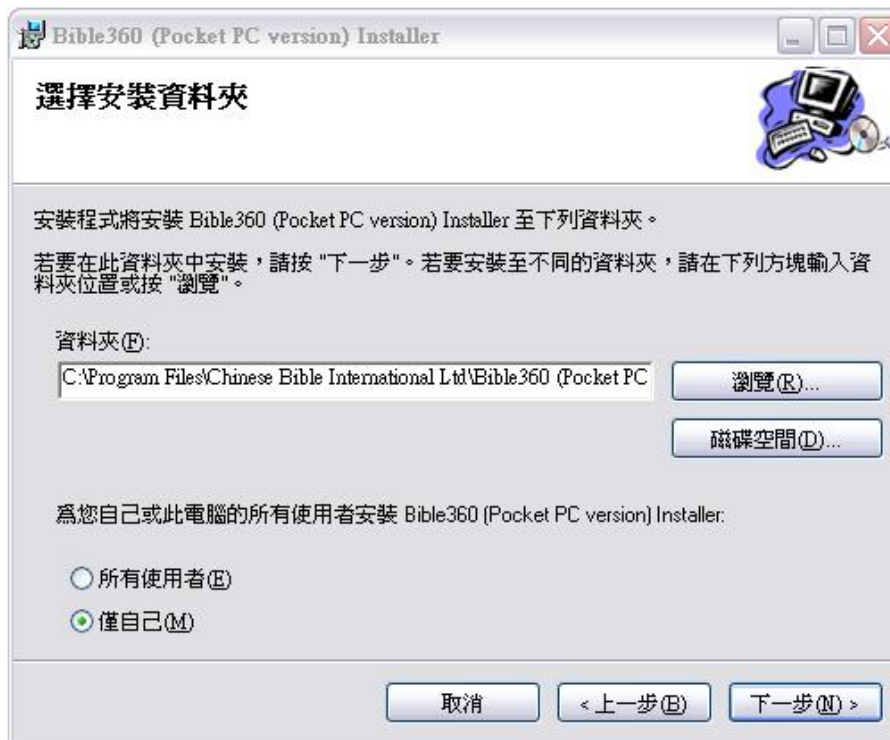 Bible360 (Pocket PC version) Installer
選擇安裝資料夾
安裝程式將安裝 Bible360 (Pocket PC version) Installer 至下列資料夾。
若要在此資料夾中安裝，請按 "下一步"。若要安裝至不同的資料夾，請在下列方塊輸入資
料夾位置或按 "瀏覽"。
資料夾(F):
C:\Program Files\Chinese Bible International Ltd\Bible360 (Pocket PC
瀏覽(R)...
磁碟空間(D)...
爲您自己或此電腦的所有使用者安裝 Bible360 (Pocket PC version) Installer:
所有使用者(E)
僅自己(M)
取消
< 上一步(B)
下一步(N) >